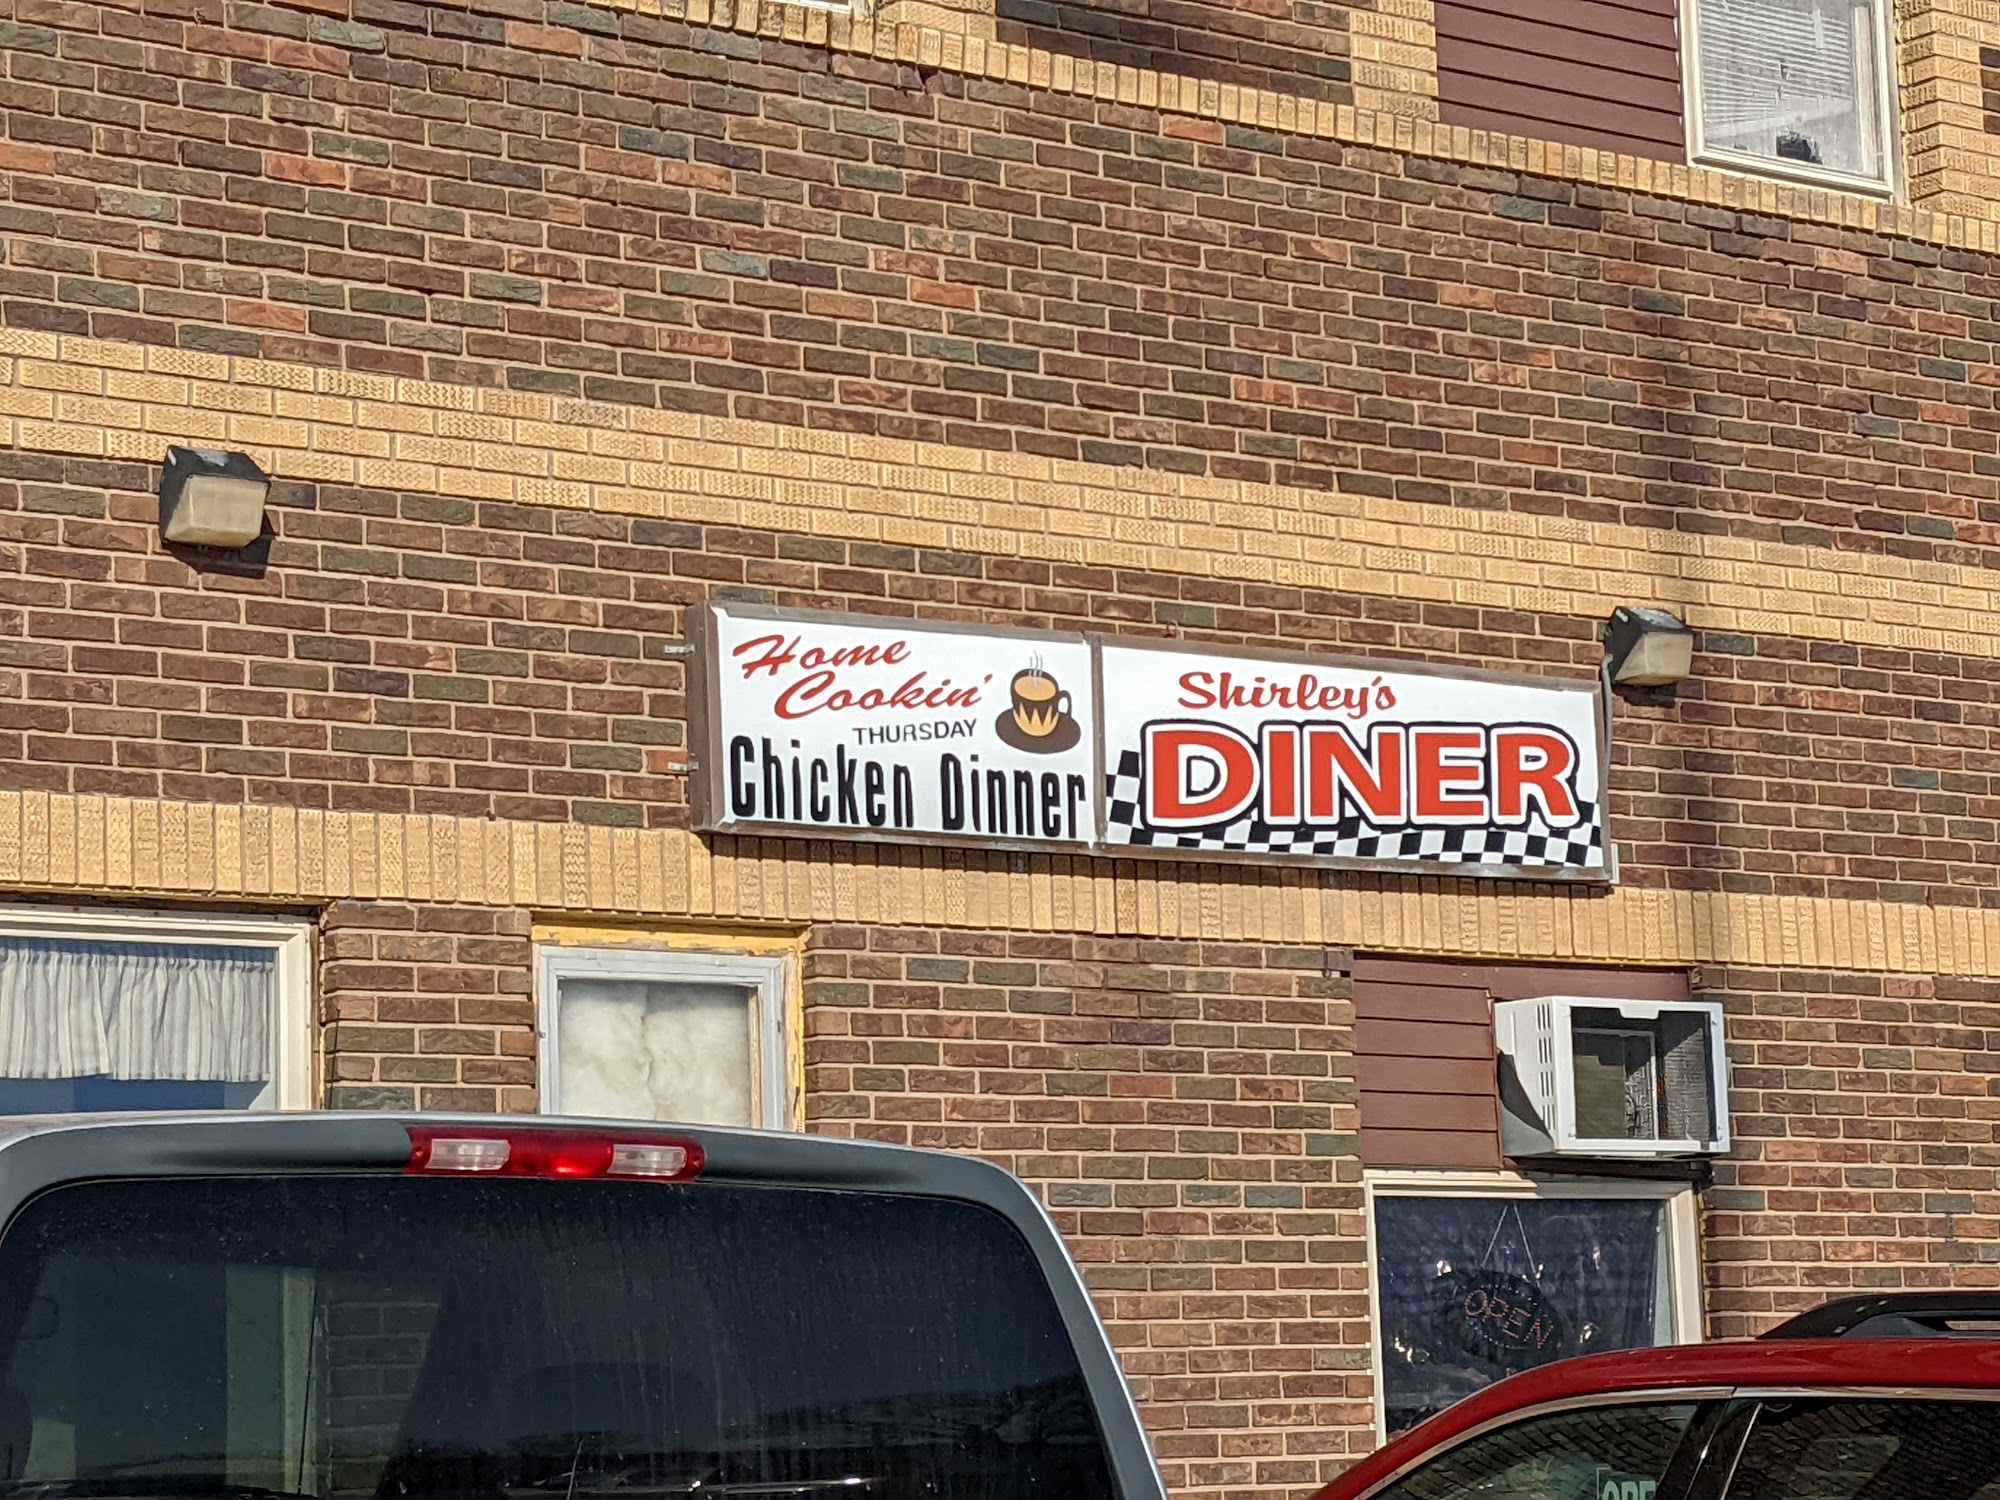 Home
Cookin'
THURSDAY
Chicken Dinner
Shirley's
DINER
OPEN